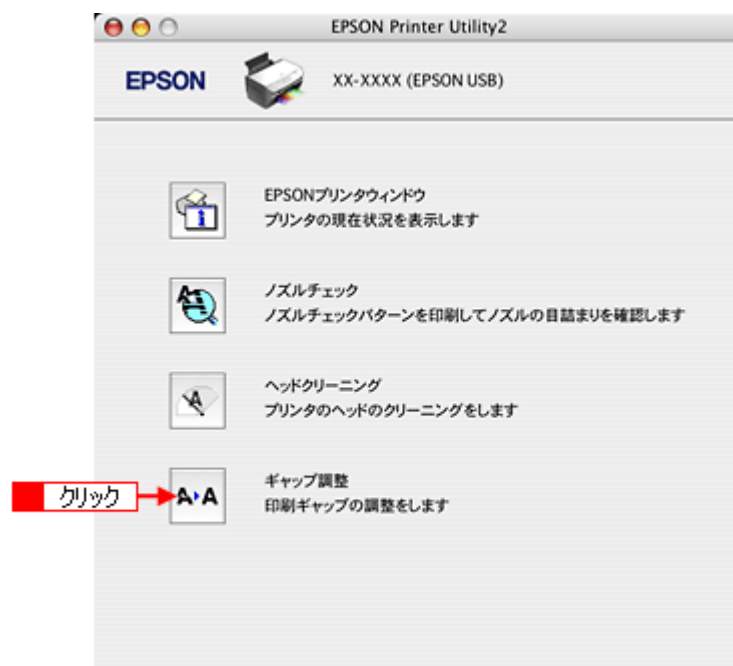 EPSON Printer Utility2
EPSON
XX-XXXX (EPSON USB)
EPSONプリンタウィンドウ
プリンタの現在状況を表示します
ノズルチェック
ノズルチェックパターンを印刷してノズルの目詰まりを確認します
ヘッドクリーニング
プリンタのヘッドのクリーニングをします
クリック
A▸A
ギャップ調整
印刷ギャップの調整をします